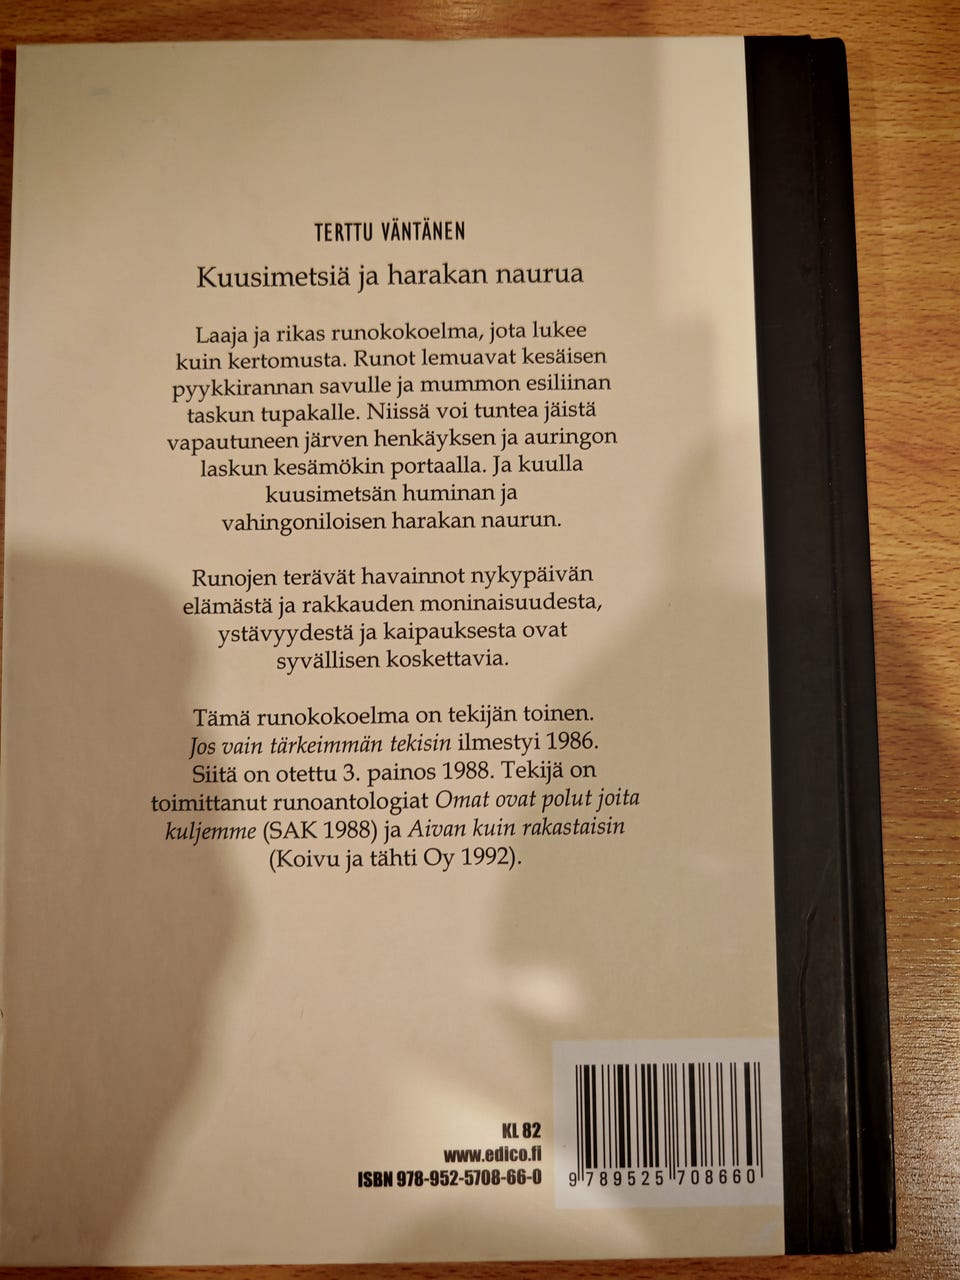 TERTTU VÄNTÄNEN
Kuusimetsiä ja harakan naurua
Laaja ja rikas runokokoelma, jota lukee
kuin kertomusta. Runot lemuavat kesäisen
pyykkirannan savulle ja mummon esiliinan
taskun tupakalle. Niissä voi tuntea jäistä
vapautuneen järven henkäyksen ja auringon
laskun kesämökin portaalla. Ja kuulla
kuusimetsän huminan ja
vahingoniloisen harakan naurun.
Runojen terävät havainnot nykypäivän
elämästä ja rakkauden moninaisuudesta,
ystävyydestä ja kaipauksesta ovat
syvällisen koskettavia.
Tämä runokokoelma on tekijän toinen.
Jos vain tärkeimmän tekisin ilmestyi 1986.
Siitä on otettu 3. painos 1988. Tekijä on
toimittanut runoantologiat Omat ovat polut joita
kuljemme (SAK 1988) ja Aivan kuin rakastaisin
(Koivu ja tähti Oy 1992).
KL 82
www.edico.fi
ISBN 978-952-5708-66-0
9 789525 708660